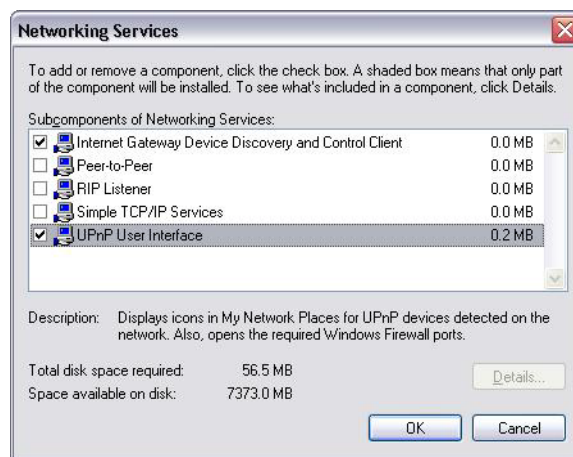 Networking Services
To add or remove a component, click the check box. A shaded box means that only part
of the component will be installed. To see what's included in a component, click Details.
Subcomponents of Networking Services:
Internet Gateway Device Discovery and Control Client 0.0 MB
Peer-to-Peer 0.0 MB
RIP Listener 0.0 MB
Simple TCP/IP Services 0.0 MB
UPnP User Interface 0.2 MB
Description: Displays icons in My Network Places for UPnP devices detected on the
network. Also, opens the required Windows Firewall ports.
Total disk space required: 56.5 MB
Space available on disk: 7373.0 MB
Details...
OK Cancel